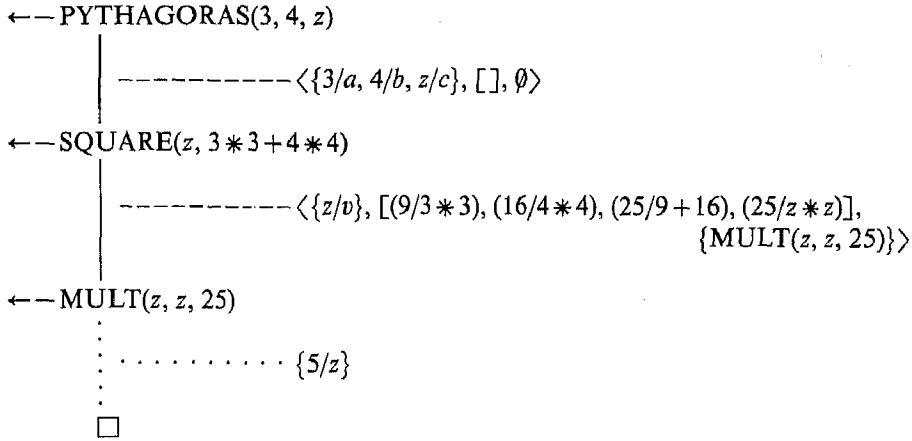 ←−PYTHAGORAS(3, 4, z)
⟨{3/a, 4/b, z/c}, [ ], ∅⟩
←−SQUARE(z, 3 * 3 + 4 * 4)
⟨{z/v}, [(9/3 * 3), (16/4 * 4), (25/9 + 16), (25/z * z)],
{MULT(z, z, 25)}⟩
←−MULT(z, z, 25)
{5/z}
□